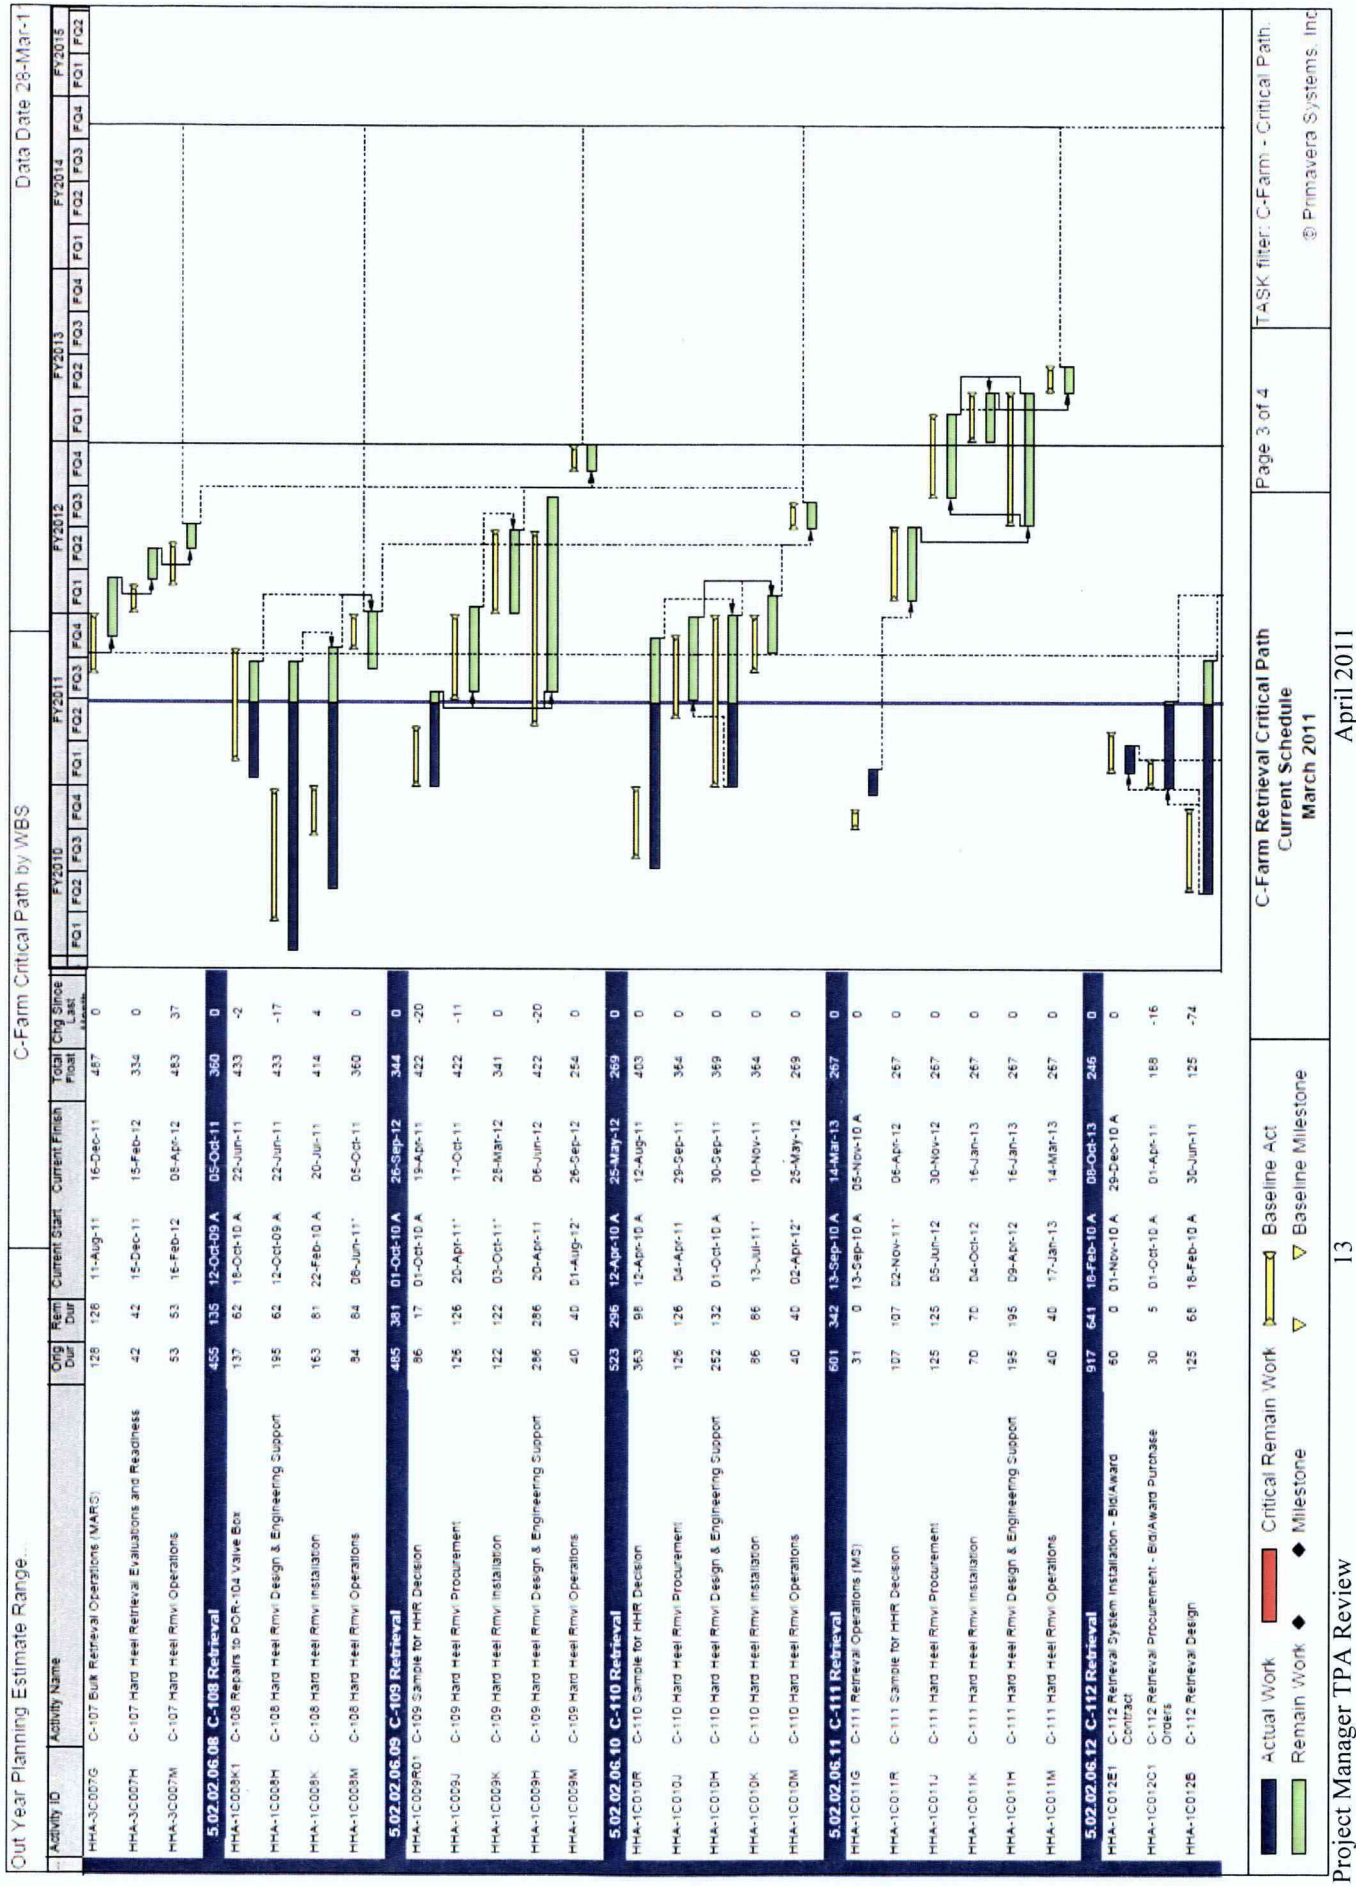 Out Year Planning Estimate Range... C-Farm Critical Path by WBS Data Date 28-Mar-1
Activity ID Activity Name Orig Dur Rem Dur Current Start Current Finish Total Float Chg Since Last
FY2010 FY2011 FY2012 FY2013 FY2014 FY2015
FQ1 FQ2 FQ3 FQ4 FQ1 FQ2 FQ3 FQ4 FQ1 FQ2 FQ3 FQ4 FQ1 FQ2 FQ3 FQ4 FQ1 FQ2 FQ3 FQ4 FQ1 FQ2
HHA-3C007G C-107 Bulk Retrieval Operations (MARS) 128 128 11-Aug-11 16-Dec-11 487 0
HHA-3C007H C-107 Hard Heel Retrieval Evaluations and Readiness 42 42 15-Dec-11 15-Feb-12 334 0
HHA-3C007M C-107 Hard Heel Rmvl Operations 53 53 16-Feb-12 08-Apr-12 483 37
5.02.02.06.08 C-108 Retrieval 455 135 12-Oct-09 A 05-Oct-11 360 0
HHA-1C008K1 C-108 Repairs to POR-104 Valve Box 137 62 18-Oct-10 A 22-Jun-11 433 -2
HHA-1C008H C-108 Hard Heel Rmvl Design & Engineering Support 195 62 12-Oct-09 A 22-Jun-11 433 -17
HHA-1C008K C-108 Hard Heel Rmvl Installation 163 81 22-Feb-10 A 20-Jul-11 414 4
HHA-1C008M C-108 Hard Heel Rmvl Operations 84 84 08-Jun-11* 05-Oct-11 360 0
5.02.02.06.09 C-109 Retrieval 485 381 01-Oct-10 A 26-Sep-12 344 0
HHA-1C009R01 C-109 Sample for HHR Decision 86 17 01-Oct-10 A 19-Apr-11 422 -20
HHA-1C009J C-109 Hard Heel Rmvl Procurement 126 126 20-Apr-11* 17-Oct-11 422 -11
HHA-1C009K C-109 Hard Heel Rmvl Installation 122 122 03-Oct-11* 28-Mar-12 341 0
HHA-1C009H C-109 Hard Heel Rmvl Design & Engineering Support 286 286 20-Apr-11 06-Jun-12 422 -20
HHA-1C009M C-109 Hard Heel Rmvl Operations 40 40 01-Aug-12* 26-Sep-12 254 0
5.02.02.06.10 C-110 Retrieval 523 296 12-Apr-10 A 25-May-12 269 0
HHA-1C010R C-110 Sample for HHR Decision 363 98 12-Apr-10 A 12-Aug-11 403 0
HHA-1C010J C-110 Hard Heel Rmvl Procurement 126 126 04-Apr-11 29-Sep-11 364 0
HHA-1C010H C-110 Hard Heel Rmvl Design & Engineering Support 252 132 01-Oct-10 A 30-Sep-11 369 0
HHA-1C010K C-110 Hard Heel Rmvl Installation 86 86 13-Jul-11* 10-Nov-11 364 0
HHA-1C010M C-110 Hard Heel Rmvl Operations 40 40 02-Apr-12* 25-May-12 269 0
5.02.02.06.11 C-111 Retrieval 601 342 13-Sep-10 A 14-Mar-13 267 0
HHA-1C011G C-111 Retrieval Operations (MS) 31 0 13-Sep-10 A 05-Nov-10 A 0
HHA-1C011R C-111 Sample for HHR Decision 107 107 02-Nov-11* 06-Apr-12 267 0
HHA-1C011J C-111 Hard Heel Rmvl Procurement 125 125 05-Jun-12 30-Nov-12 267 0
HHA-1C011K C-111 Hard Heel Rmvl Installation 70 70 04-Oct-12 16-Jan-13 267 0
HHA-1C011H C-111 Hard Heel Rmvl Design & Engineering Support 195 195 09-Apr-12 16-Jan-13 267 0
HHA-1C011M C-111 Hard Heel Rmvl Operations 40 40 17-Jan-13 14-Mar-13 267 0
5.02.02.06.12 C-112 Retrieval 917 641 18-Feb-10 A 08-Oct-13 246 0
HHA-1C012E1 C-112 Retrieval System Installation - Bid/Award 60 0 01-Nov-10 A 29-Dec-10 A 0
Contract
HHA-1C012C1 C-112 Retrieval Procurement - Bid/Award Purchase 30 5 01-Oct-10 A 01-Apr-11 188 -16
Orders
HHA-1C012B C-112 Retrieval Design 125 68 18-Feb-10 A 30-Jun-11 125 -74
Actual Work Critical Remain Work Baseline Act
Remain Work Milestone Baseline Milestone
C-Farm Retrieval Critical Path
Current Schedule
March 2011
Page 3 of 4
TASK filter: C-Farm - Critical Path.
© Primavera Systems, Inc
Project Manager TPA Review 13 April 2011